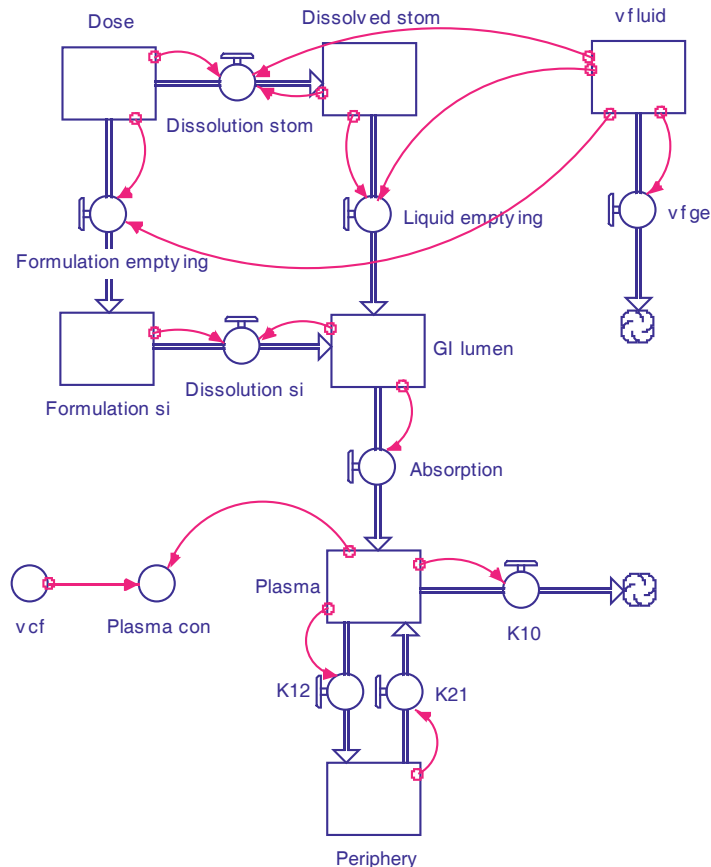 Dose
Dissolved stom
vfluid
Dissolution stom
Liquid emptying
vfge
Formulation emptying
GI lumen
Formulation si
Dissolution si
Absorption
Plasma
vcf
Plasma con
K10
K12
K21
Periphery